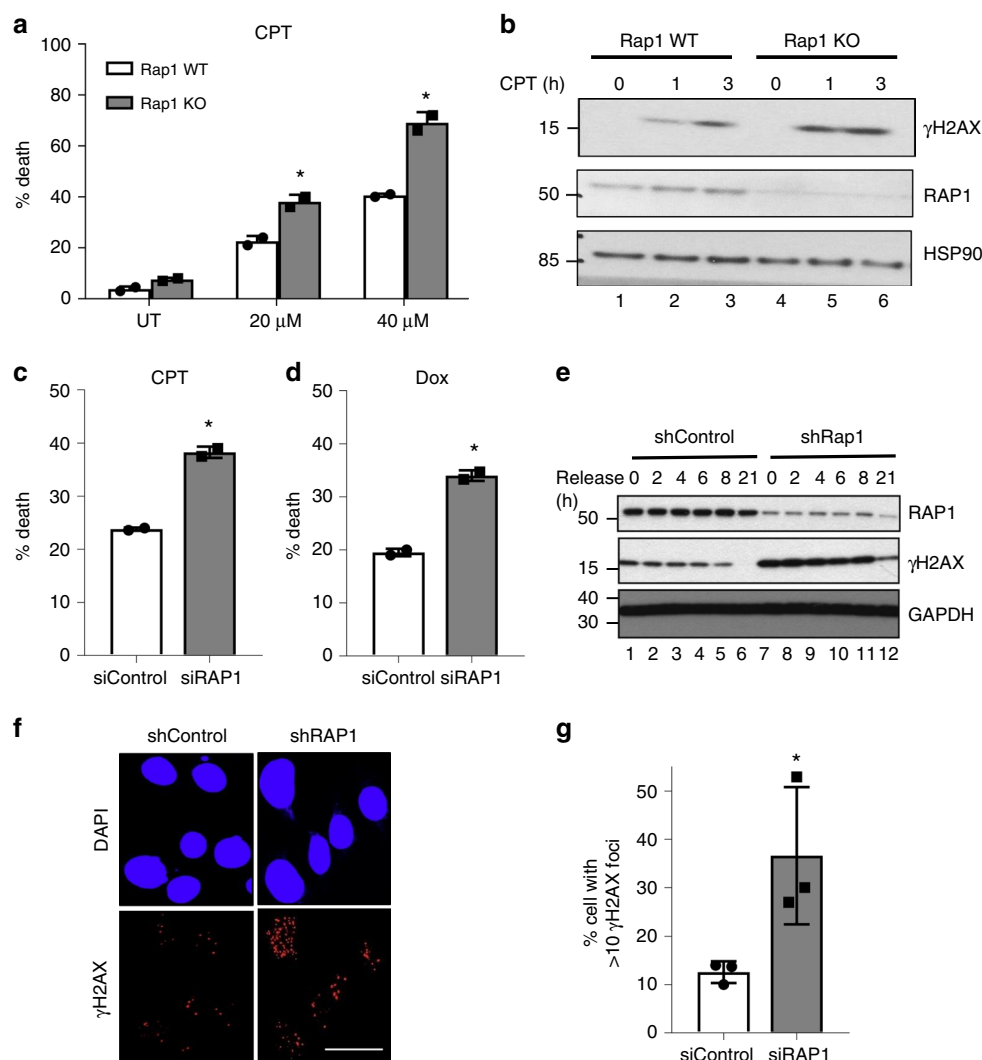 a
CPT
100
80
60
40
20
0
% death
Rap1 WT
Rap1 KO
*
*
UT
20 μM
40 μM
b
Rap1 WT
Rap1 KO
CPT (h)
0
1
3
0
1
3
15
γH2AX
50
RAP1
85
HSP90
1
2
3
4
5
6
c
CPT
50
40
30
20
10
0
% death
*
siControl
siRAP1
d
Dox
50
40
30
20
10
0
% death
*
siControl
siRAP1
e
shControl
shRap1
Release
(h)
0
2
4
6
8
21
0
2
4
6
8
21
50
RAP1
15
γH2AX
40
30
GAPDH
1
2
3
4
5
6
7
8
9
10
11
12
f
shControl
shRAP1
DAPI
γH2AX
g
50
40
30
20
10
0
% cell with
>10 γH2AX foci
*
siControl
siRAP1